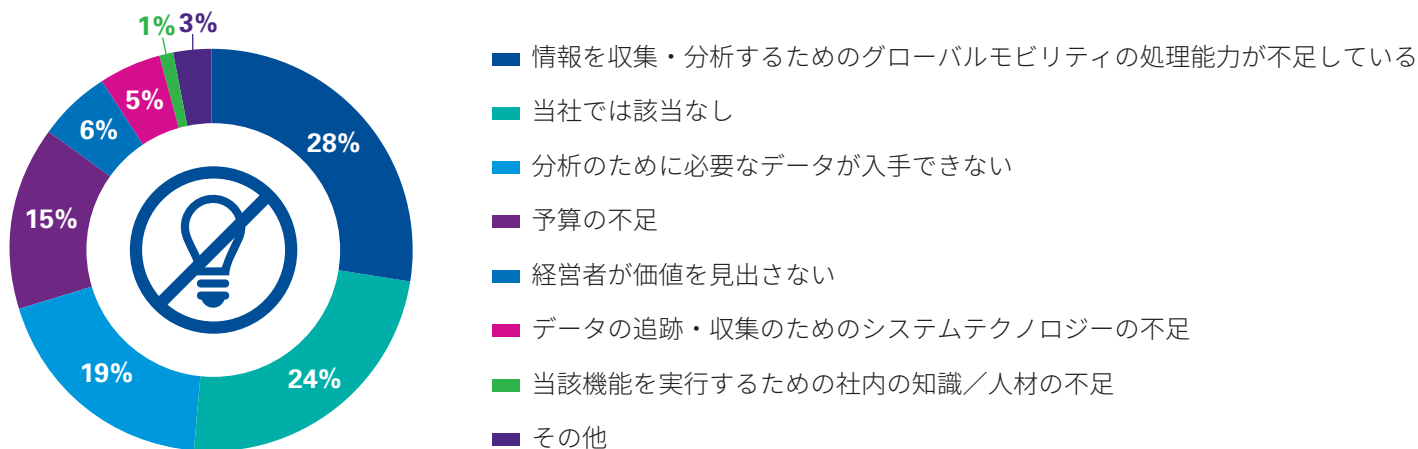 1%
3%
28%
24%
19%
15%
6%
5%
情報を収集・分析するためのグローバルモビリティの処理能力が不足している
当社では該当なし
分析のために必要なデータが入手できない
予算の不足
経営者が価値を見出さない
データの追跡・収集のためのシステムテクノロジーの不足
当該機能を実行するための社内の知識／人材の不足
その他